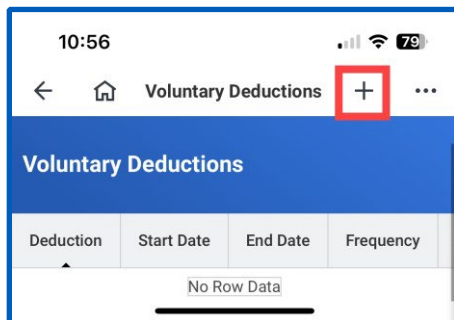 10:56 79
Voluntary Deductions
Voluntary Deductions
Deduction Start Date End Date Frequency
No Row Data